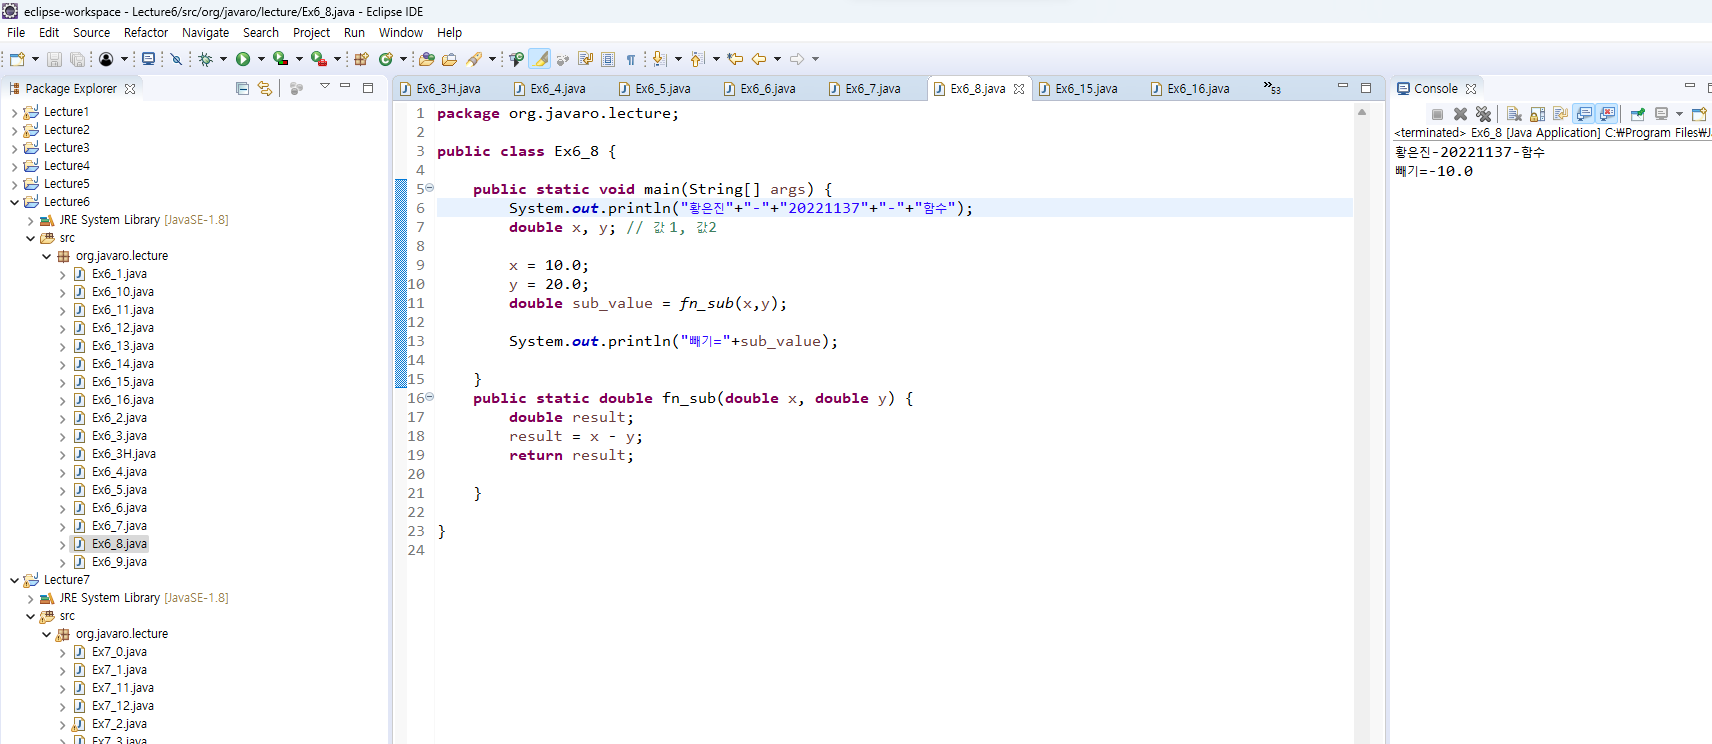 eclipse-workspace - Lecture6/src/org/javaro/lecture/Ex6_8.java - Eclipse IDE
File Edit Source Refactor Navigate Search Project Run Window Help
Package Explorer
Lecture1
Lecture2
Lecture3
Lecture4
Lecture5
Lecture6
JRE System Library [JavaSE-1.8]
src
org.javaro.lecture
Ex6_1.java
Ex6_10.java
Ex6_11.java
Ex6_12.java
Ex6_13.java
Ex6_14.java
Ex6_15.java
Ex6_16.java
Ex6_2.java
Ex6_3.java
Ex6_3H.java
Ex6_4.java
Ex6_5.java
Ex6_6.java
Ex6_7.java
Ex6_8.java
Ex6_9.java
Lecture7
JRE System Library [JavaSE-1.8]
src
org.javaro.lecture
Ex7_0.java
Ex7_1.java
Ex7_11.java
Ex7_12.java
Ex7_2.java
Ex7_3.java
Ex6_3H.java Ex6_4.java Ex6_5.java Ex6_6.java Ex6_7.java Ex6_8.java Ex6_15.java Ex6_16.java »53
1 package org.javaro.lecture;
2
3 public class Ex6_8 {
4
5 public static void main(String[] args) {
6 System.out.println("황은진"+"-"+"20221137"+"-"+"함수");
7 double x, y; // 값1, 값2
8
9 x = 10.0;
10 y = 20.0;
11 double sub_value = fn_sub(x,y);
12
13 System.out.println("빼기="+sub_value);
14
15 }
16 public static double fn_sub(double x, double y) {
17 double result;
18 result = x - y;
19 return result;
20
21 }
22
23 }
24
Console
<terminated> Ex6_8 [Java Application] C:₩Program Files₩J
황은진-20221137-함수
빼기=-10.0